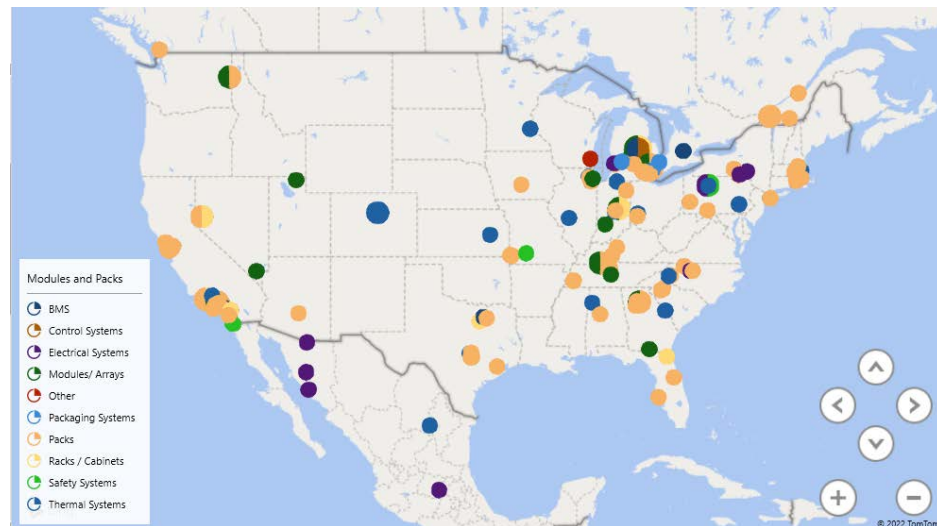 Modules and Packs
BMS
Control Systems
Electrical Systems
Modules/ Arrays
Other
Packaging Systems
Packs
Racks / Cabinets
Safety Systems
Thermal Systems
© 2022 TomTom